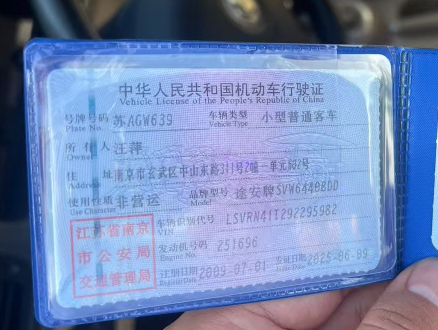 中华人民共和国机动车行驶证
Vehicle License of the People's Republic of China
号牌号码 苏AGW639 车辆类型 小型普通客车
Plate No. Vehicle Type
所有人 汪萍
Owner
住址 南京市玄武区中山东路311号2幢一单元602号
Address
使用性质 非营运 品牌型号 途安牌SVW6440BDD
Use Character Model
车辆识别代号 LSVRN41T292295982
VIN
发动机号码 251696
Engine No.
注册日期 2009-07-01 发证日期 2025-06-09
Register Date Issue Date
江苏省南京
市公安局
交通管理局